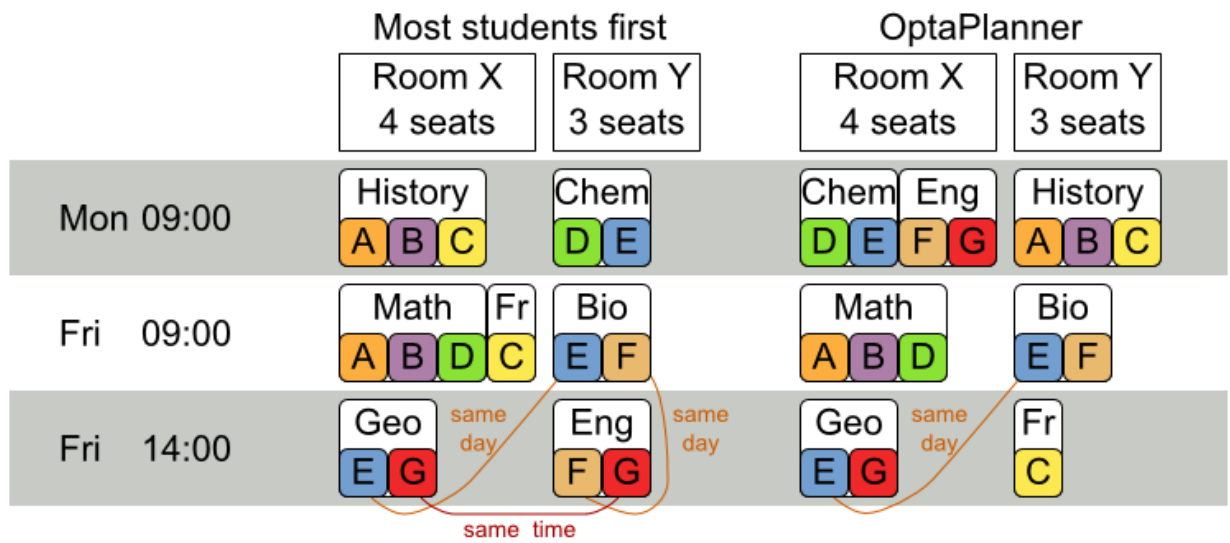 Most students first OptaPlanner
Room X Room Y Room X Room Y
4 seats 3 seats 4 seats 3 seats
History Chem Chem Eng History
Mon 09:00
A B C D E D E F G A B C
Math Fr Bio Math Bio
Fri 09:00
A B D C E F A B D E F
Geo same day Eng same day Geo same day Fr
Fri 14:00
E G F G E G C
same time